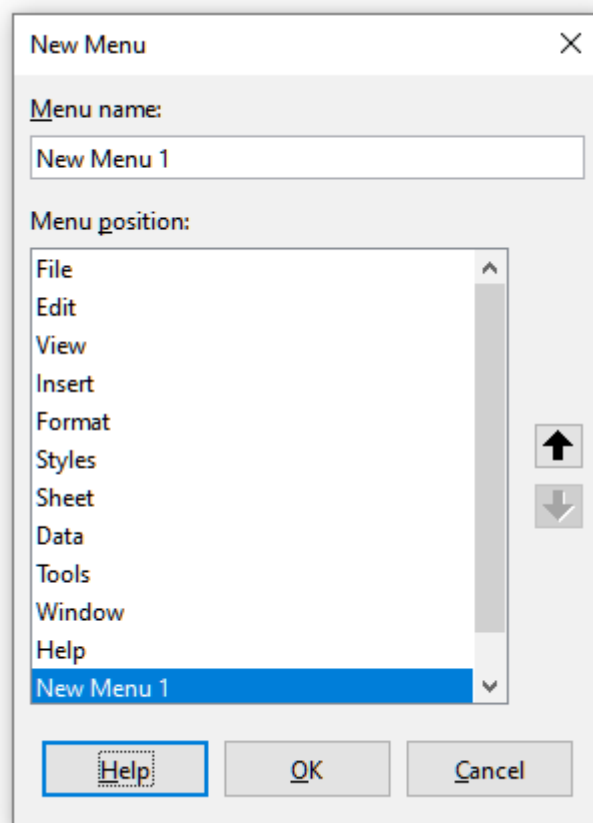 New Menu
Menu name:
New Menu 1
Menu position:
File
Edit
View
Insert
Format
Styles
Sheet
Data
Tools
Window
Help
New Menu 1
Help OK Cancel